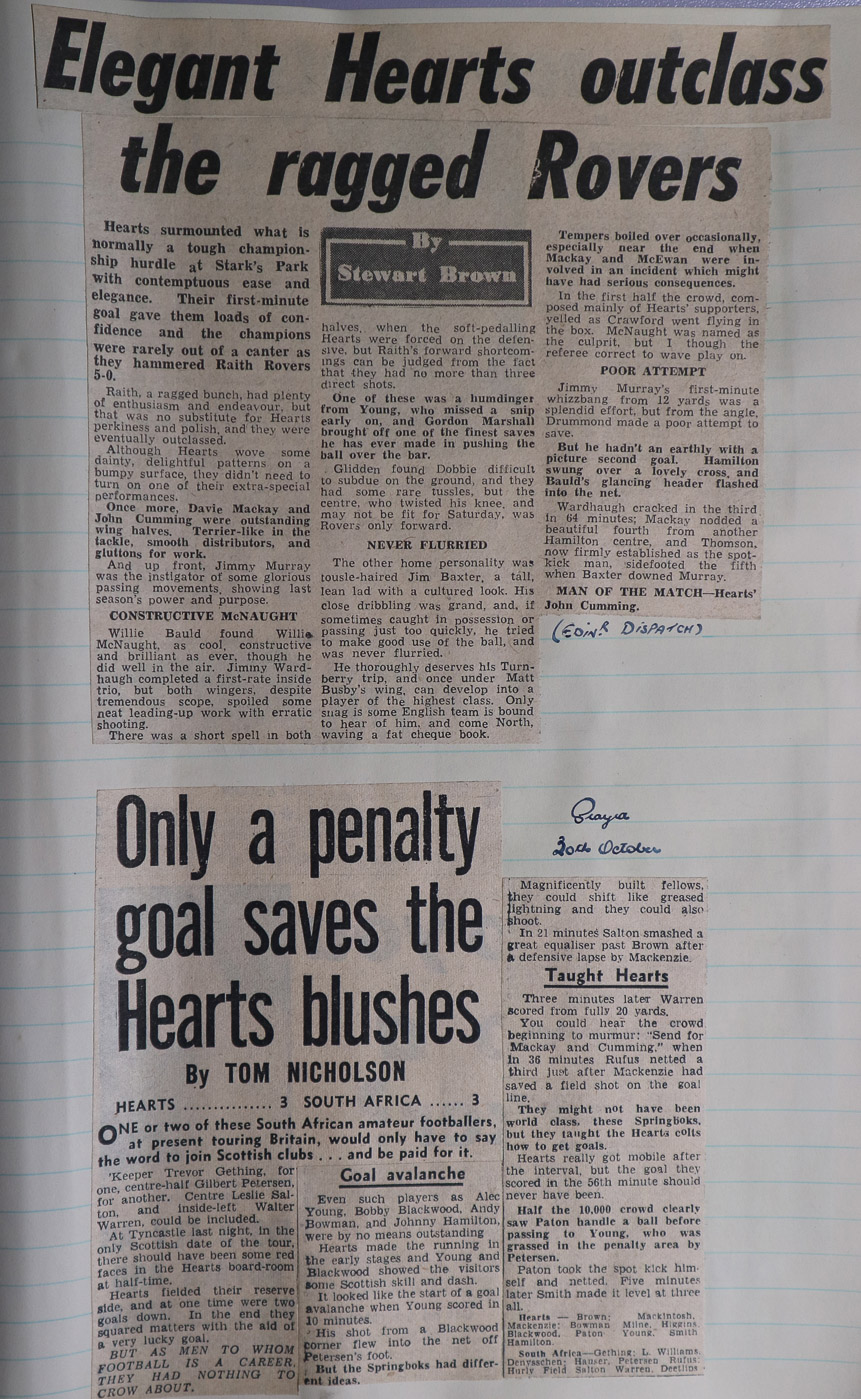 Elegant Hearts outclass
the ragged Rovers
Hearts surmounted what is
normally a tough champion-
ship hurdle at Stark's Park
with contemptuous ease and
elegance. Their first-minute
goal gave them loads of con-
fidence and the champions
were rarely out of a canter as
they hammered Raith Rovers
5-0.
Raith, a ragged bunch, had plenty
of enthusiasm and endeavour, but
that was no substitute for Hearts
perkiness and polish, and they were
eventually outclassed.
Although Hearts wove some
dainty, delightful patterns on a
bumpy surface, they didn't need to
turn on one of their extra-special
performances.
Once more, Davie Mackay and
John Cumming were outstanding
wing halves. Terrier-like in the
tackle, smooth distributors, and
gluttons for work.
And up front, Jimmy Murray
was the instigator of some glorious
passing movements, showing last
season's power and purpose.
CONSTRUCTIVE McNAUGHT
Willie Bauld found Willie
McNaught, as cool, constructive
and brilliant as ever, though he
did well in the air. Jimmy Ward-
haugh completed a first-rate inside
trio, but both wingers, despite
tremendous scope, spoiled some
neat leading-up work with erratic
shooting.
There was a short spell in both
By
Stewart Brown
halves, when the soft-pedalling
Hearts were forced on the defen-
sive, but Raith's forward shortcom-
ings can be judged from the fact
that they had no more than three
direct shots.
One of these was a humdinger
from Young, who missed a snip
early on, and Gordon Marshall
brought off one of the finest saves
he has ever made in pushing the
ball over the bar.
Glidden found Dobbie difficult
to subdue on the ground, and they
had some rare tussles, but the
centre, who twisted his knee, and
may not be fit for Saturday, was
Rovers only forward.
NEVER FLURRIED
The other home personality was
tousle-haired Jim Baxter, a tall,
lean lad with a cultured look. His
close dribbling was grand, and, if
sometimes caught in possession or
passing just too quickly, he tried
to make good use of the ball, and
was never flurried.
He thoroughly deserves his Turn-
berry trip, and once under Matt
Busby's wing, can develop into a
player of the highest class. Only
snag is some English team is bound
to hear of him, and come North,
waving a fat cheque book.
Tempers boiled over occasionally,
especially near the end when
Mackay and McEwan were in-
volved in an incident which might
have had serious consequences.
In the first half the crowd, com-
posed mainly of Hearts' supporters,
yelled as Crawford went flying in
the box. McNaught was named as
the culprit, but I though the
referee correct to wave play on.
POOR ATTEMPT
Jimmy Murray's first-minute
whizzbang from 12 yards was a
splendid effort, but from the angle,
Drummond made a poor attempt to
save.
But he hadn't an earthly with a
picture second goal. Hamilton
swung over a lovely cross, and
Bauld's glancing header flashed
into the net.
Wardhaugh cracked in the third
in 64 minutes; Mackay nodded a
beautiful fourth from another
Hamilton centre, and Thomson,
now firmly established as the spot-
kick man, sidefooted the fifth
when Baxter downed Murray.
MAN OF THE MATCH—Hearts'
John Cumming.
(EDINR DISPATCH)
Only a penalty
goal saves the
Hearts blushes
By TOM NICHOLSON
HEARTS .............. 3 SOUTH AFRICA ...... 3
ONE or two of these South African amateur footballers,
at present touring Britain, would only have to say
the word to join Scottish clubs . . . and be paid for it.
Keeper Trevor Gething, for
one, centre-half Gilbert Petersen,
for another. Centre Leslie Sal-
ton, and inside-left Walter
Warren, could be included.
At Tyncastle last night, in the
only Scottish date of the tour,
there should have been some red
faces in the Hearts board-room
at half-time.
Hearts fielded their reserve
side, and at one time were two
goals down. In the end they
squared matters with the aid of
a very lucky goal.
BUT AS MEN TO WHOM
FOOTBALL IS A CAREER,
THEY HAD NOTHING TO
CROW ABOUT.
Goal avalanche
Even such players as Alec
Young, Bobby Blackwood, Andy
Bowman, and Johnny Hamilton,
were by no means outstanding
Hearts made the running in
the early stages and Young and
Blackwood showed the visitors
some Scottish skill and dash.
It looked like the start of a goal
avalanche when Young scored in
10 minutes.
His shot from a Blackwood
corner flew into the net off
Petersen's foot.
But the Springboks had differ-
ent ideas.
20th October
Magnificently built fellows,
they could shift like greased
lightning and they could also
shoot.
In 21 minutes Salton smashed a
great equaliser past Brown after
a defensive lapse by Mackenzie.
Taught Hearts
Three minutes later Warren
scored from fully 20 yards.
You could hear the crowd
beginning to murmur: "Send for
Mackay and Cumming," when
in 36 minutes Rufus netted a
third just after Mackenzie had
saved a field shot on the goal
line.
They might not have been
world class, these Springboks,
but they taught the Hearts colts
how to get goals.
Hearts really got mobile after
the interval, but the goal they
scored in the 56th minute should
never have been.
Half the 10,000 crowd clearly
saw Paton handle a ball before
passing to Young, who was
grassed in the penalty area by
Petersen.
Paton took the spot kick him-
self and netted. Five minutes
later Smith made it level at three
all.
Hearts — Brown; Mackintosh,
Mackenzie; Bowman Milne, Higgins
Blackwood, Paton Young, Smith
Hamilton.
South Africa—Gething; L. Williams,
Denysschen; Hauser, Petersen Rufus;
Hurly Field Salton Warren, Deetlins